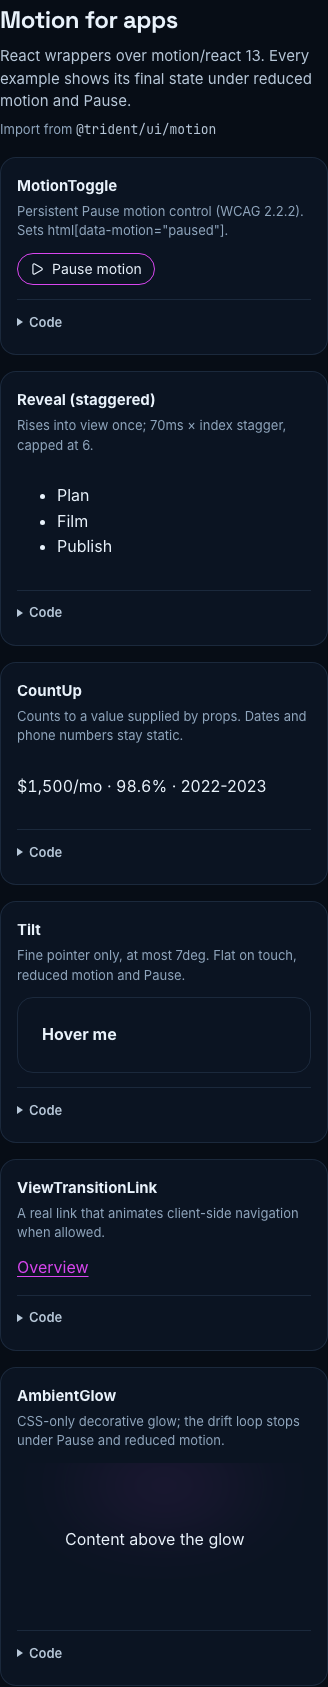 Motion for apps
React wrappers over motion/react 13. Every
example shows its final state under reduced
motion and Pause.
Import from @trident/ui/motion
MotionToggle
Persistent Pause motion control (WCAG 2.2.2).
Sets html[data-motion="paused"].
Pause motion
Code
Reveal (staggered)
Rises into view once; 70ms × index stagger,
capped at 6.
• Plan
• Film
• Publish
Code
CountUp
Counts to a value supplied by props. Dates and
phone numbers stay static.
$1,500/mo · 98.6% · 2022-2023
Code
Tilt
Fine pointer only, at most 7deg. Flat on touch,
reduced motion and Pause.
Hover me
Code
ViewTransitionLink
A real link that animates client-side navigation
when allowed.
Overview
Code
AmbientGlow
CSS-only decorative glow; the drift loop stops
under Pause and reduced motion.
Content above the glow
Code